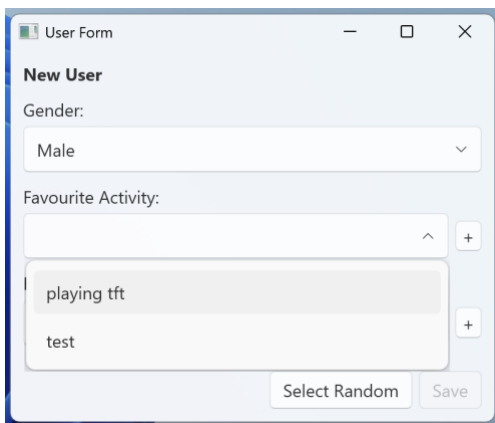 User Form
New User
Gender:
Male
Favourite Activity:
+
playing tft
test
+
Select Random
Save